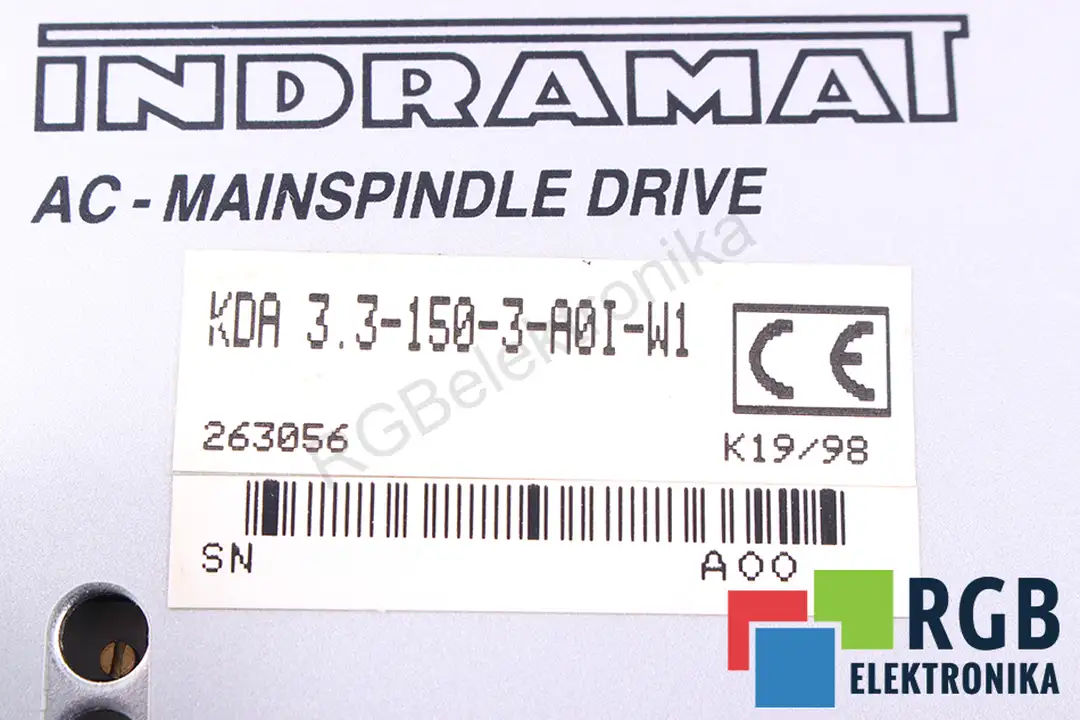 INDRAMAT
AC - MAINSPINDLE DRIVE
KDA 3.3-150-3-A0I-W1
CE
263056
K19/98
SN
A00
RGBelektronika
RGB
ELEKTRONIKA